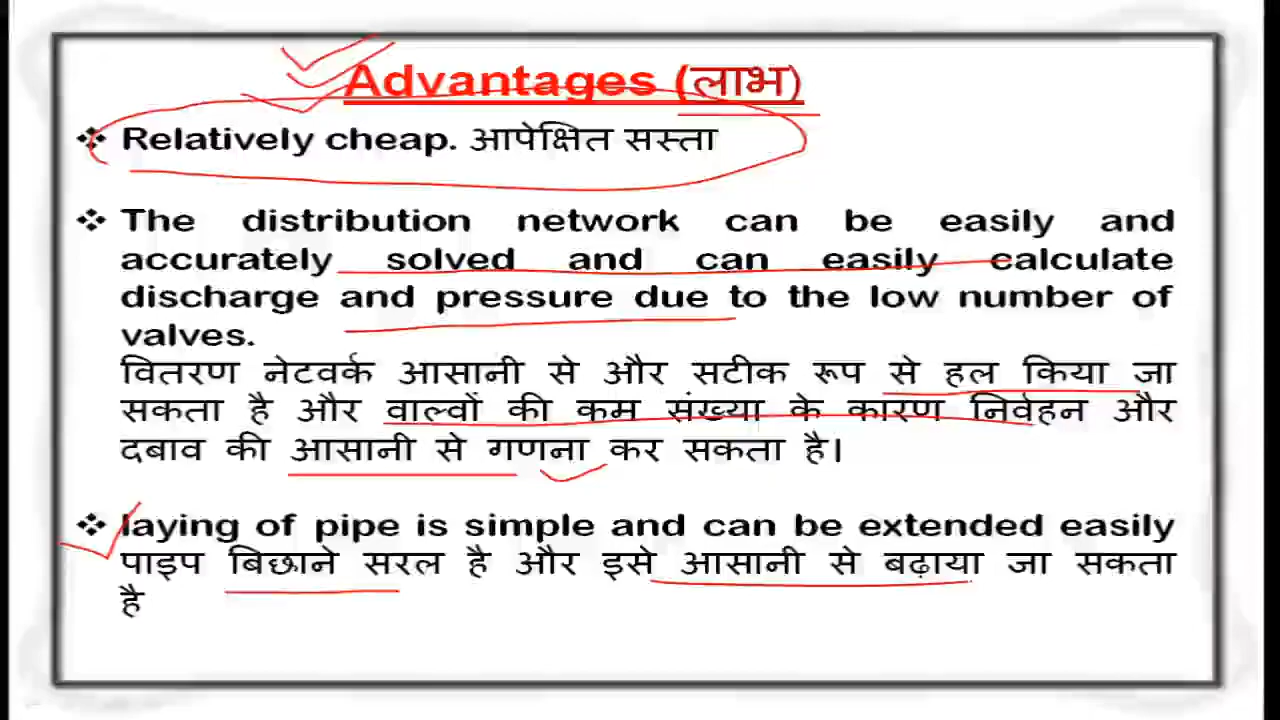 Advantages (लाभ)
❖ Relatively cheap. आपेक्षित सस्ता
❖ The distribution network can be easily and
accurately solved and can easily calculate
discharge and pressure due to the low number of
valves.
वितरण नेटवर्क आसानी से और सटीक रूप से हल किया जा
सकता है और वाल्वों की कम संख्या के कारण निर्वहन और
दबाव की आसानी से गणना कर सकता है।
❖ laying of pipe is simple and can be extended easily
पाइप बिछाने सरल है और इसे आसानी से बढ़ाया जा सकता
है